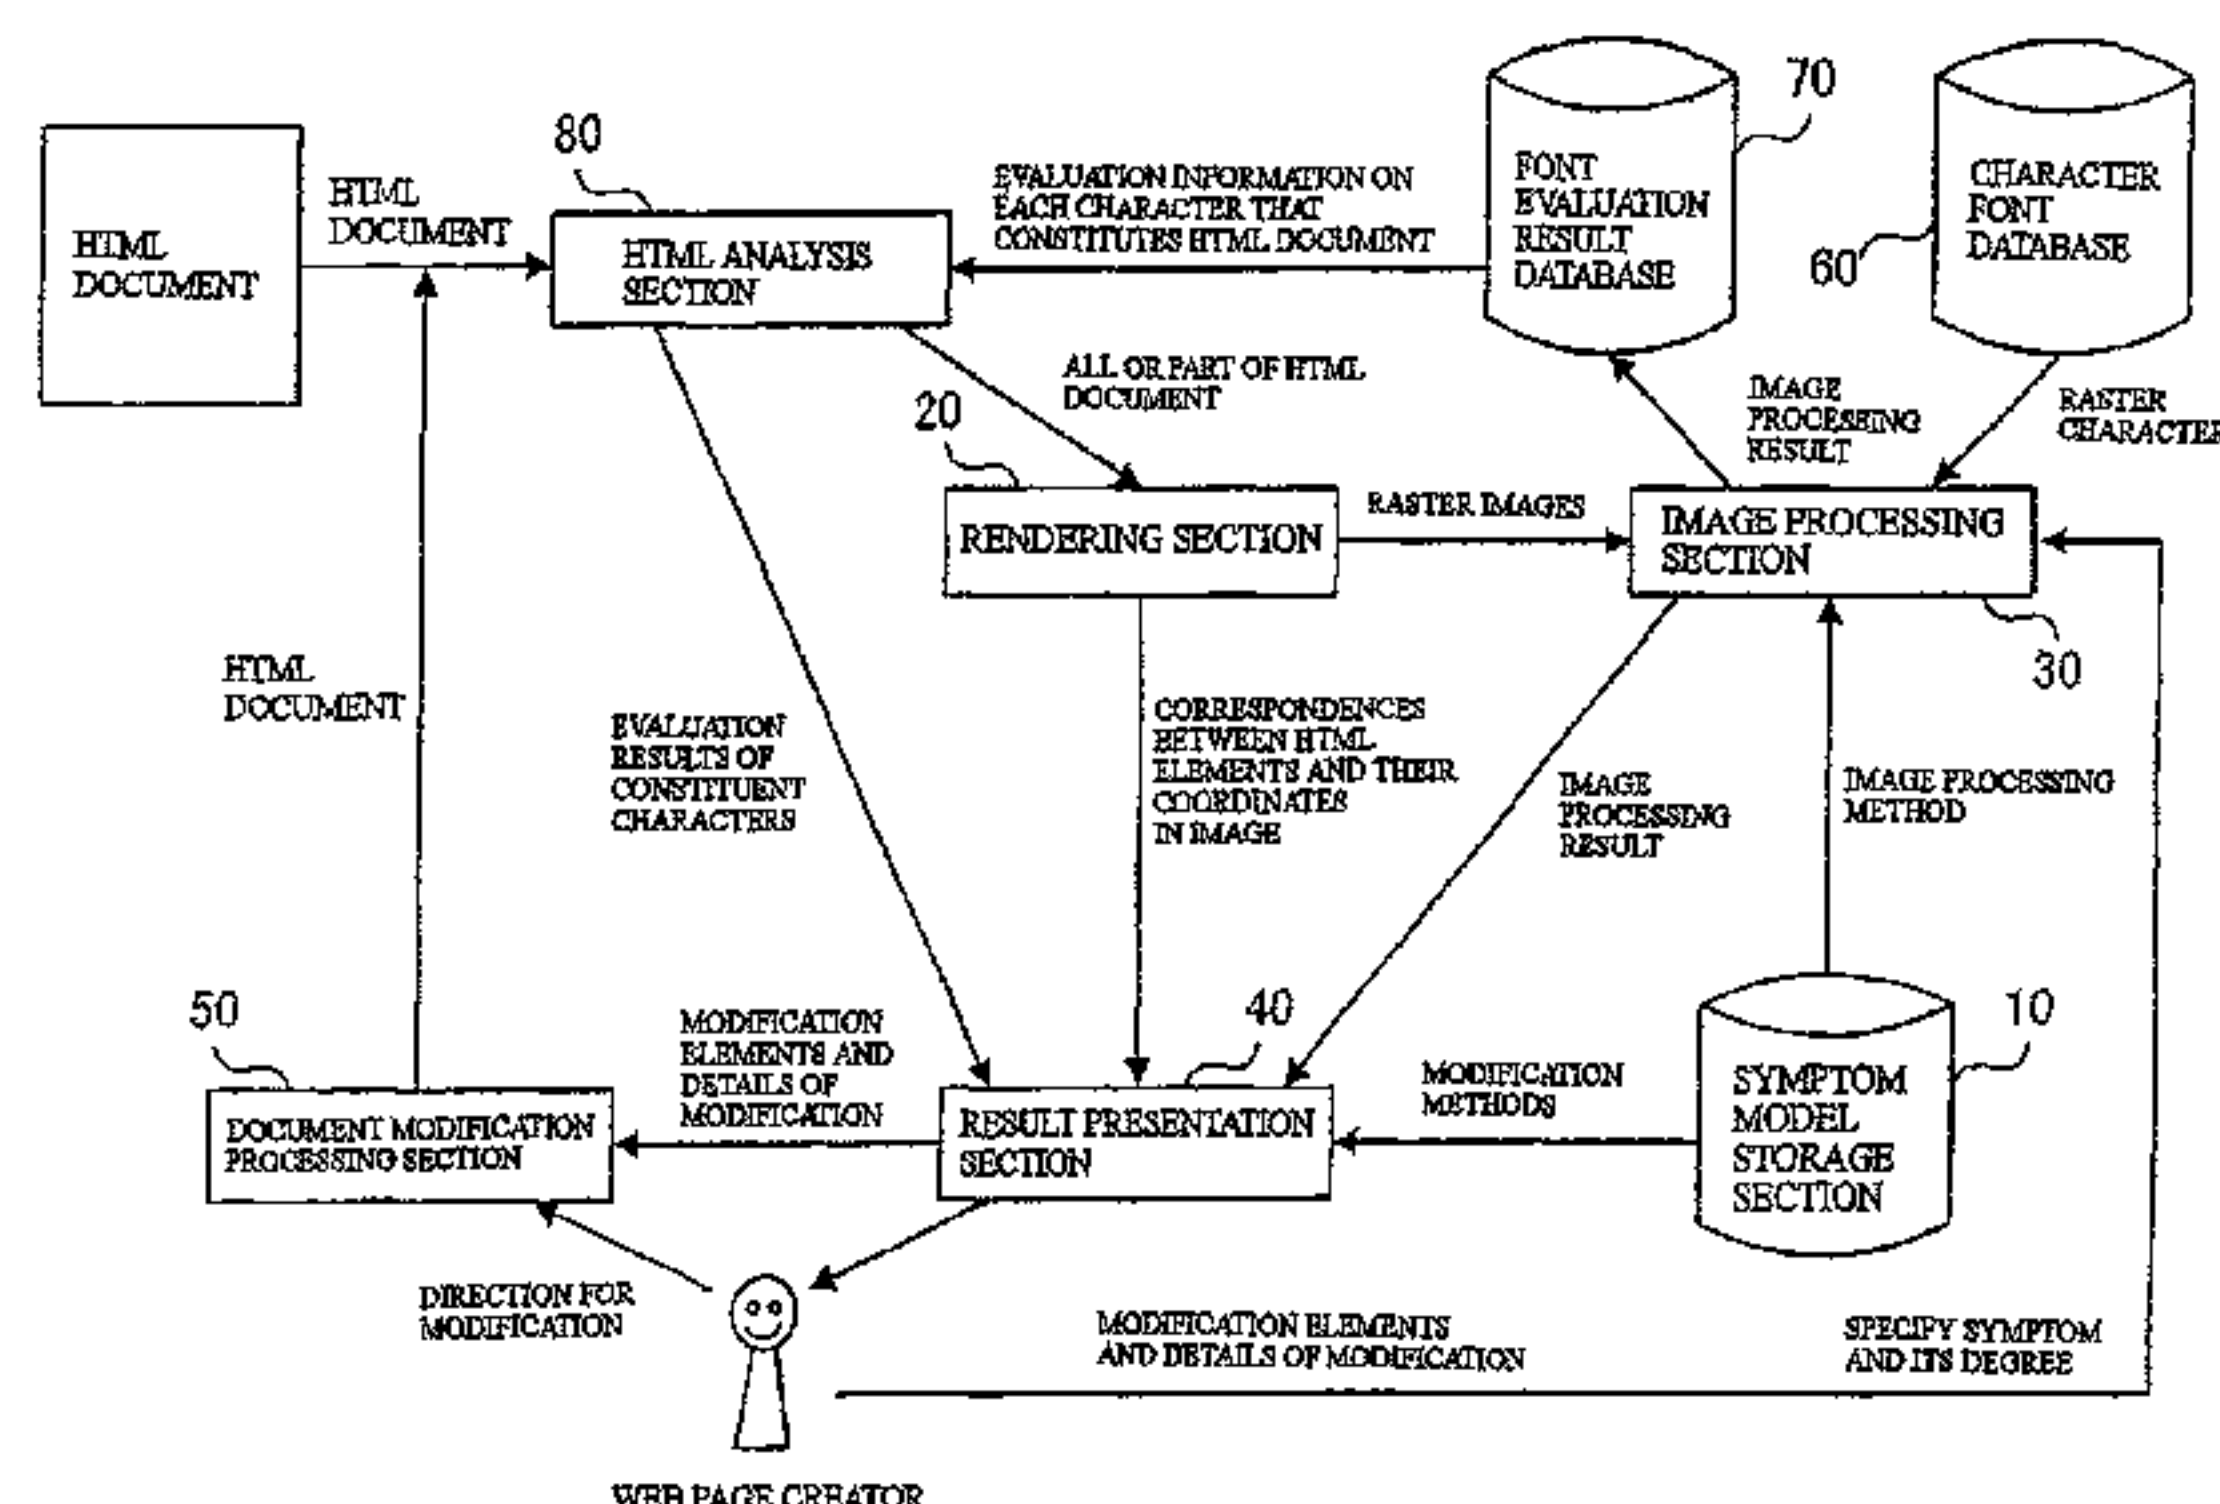 80
70
HTML
DOCUMENT
HTML
DOCUMENT
HTML ANALYSIS
SECTION
EVALUATION INFORMATION ON
EACH CHARACTER THAT
CONSTITUTES HTML DOCUMENT
FONT
EVALUATION
RESULT
DATABASE
60
CHARACTER
FONT
DATABASE
ALL OR PART OF HTML
DOCUMENT
20
IMAGE
PROCESSING
RESULT
RASTER
CHARACTER
RENDERING SECTION
RASTER IMAGES
IMAGE PROCESSING
SECTION
30
HTML
DOCUMENT
EVALUATION
RESULTS OF
CONSTITUENT
CHARACTERS
CORRESPONDENCES
BETWEEN HTML
ELEMENTS AND THEIR
COORDINATES
IN IMAGE
IMAGE
PROCESSING
RESULT
IMAGE PROCESSING
METHOD
50
MODIFICATION
ELEMENTS AND
DETAILS OF
MODIFICATION
40
MODIFICATION
METHODS
10
DOCUMENT MODIFICATION
PROCESSING SECTION
RESULT PRESENTATION
SECTION
SYMPTOM
MODEL
STORAGE
SECTION
DIRECTION FOR
MODIFICATION
MODIFICATION ELEMENTS
AND DETAILS OF MODIFICATION
SPECIFY SYMPTOM
AND ITS DEGREE
WEB PAGE CREATOR